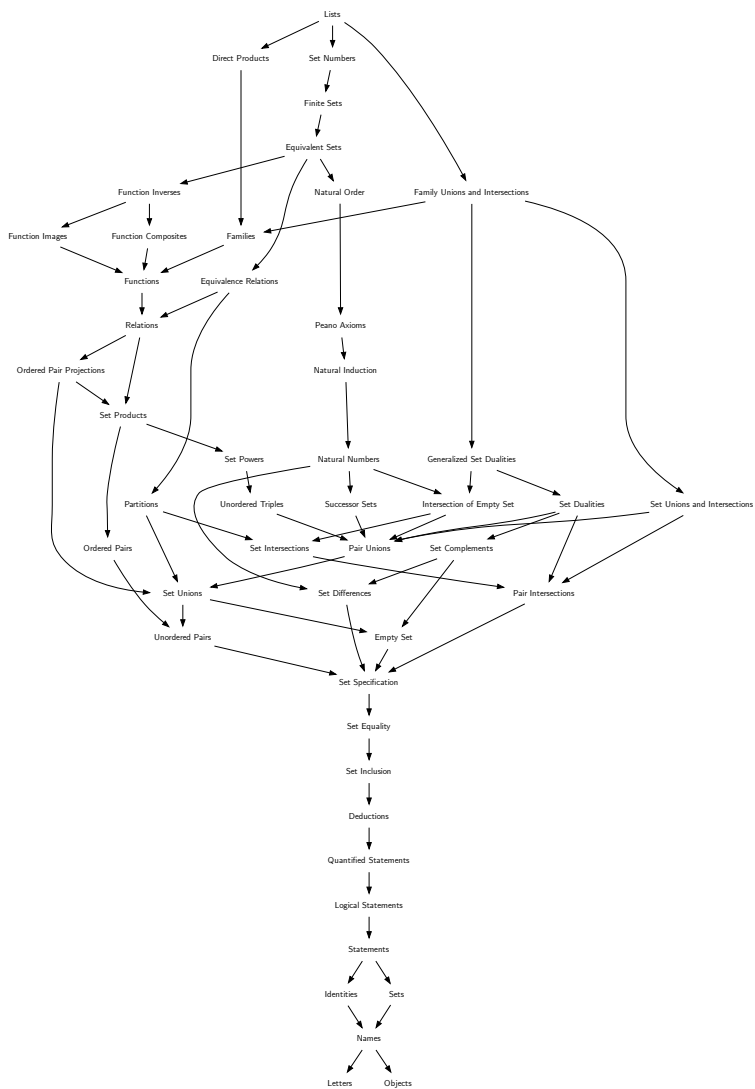 Lists
Direct Products
Set Numbers
Finite Sets
Equivalent Sets
Function Inverses
Natural Order
Family Unions and Intersections
Function Images
Function Composites
Families
Functions
Equivalence Relations
Relations
Peano Axioms
Ordered Pair Projections
Natural Induction
Set Products
Set Powers
Natural Numbers
Generalized Set Dualities
Partitions
Unordered Triples
Successor Sets
Intersection of Empty Set
Set Dualities
Set Unions and Intersections
Ordered Pairs
Set Intersections
Pair Unions
Set Complements
Set Unions
Set Differences
Pair Intersections
Unordered Pairs
Empty Set
Set Specification
Set Equality
Set Inclusion
Deductions
Quantified Statements
Logical Statements
Statements
Identities
Sets
Names
Letters
Objects